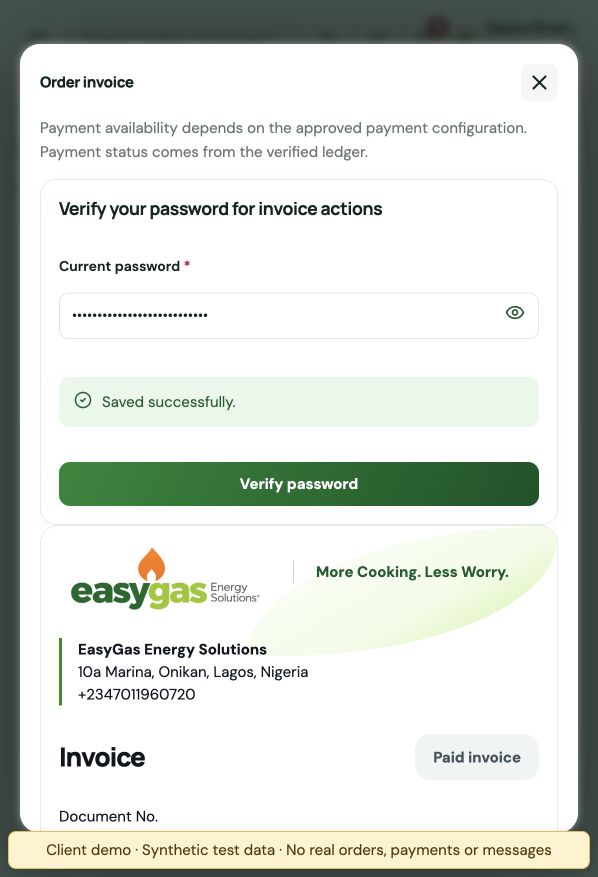 Order invoice
Payment availability depends on the approved payment configuration.
Payment status comes from the verified ledger.
Verify your password for invoice actions
Current password *
••••••••••••••••••••••••••••
Saved successfully.
Verify password
easygas Energy Solutions
More Cooking. Less Worry.
EasyGas Energy Solutions
10a Marina, Onikan, Lagos, Nigeria
+2347011960720
Invoice
Paid invoice
Document No.
Client demo · Synthetic test data · No real orders, payments or messages